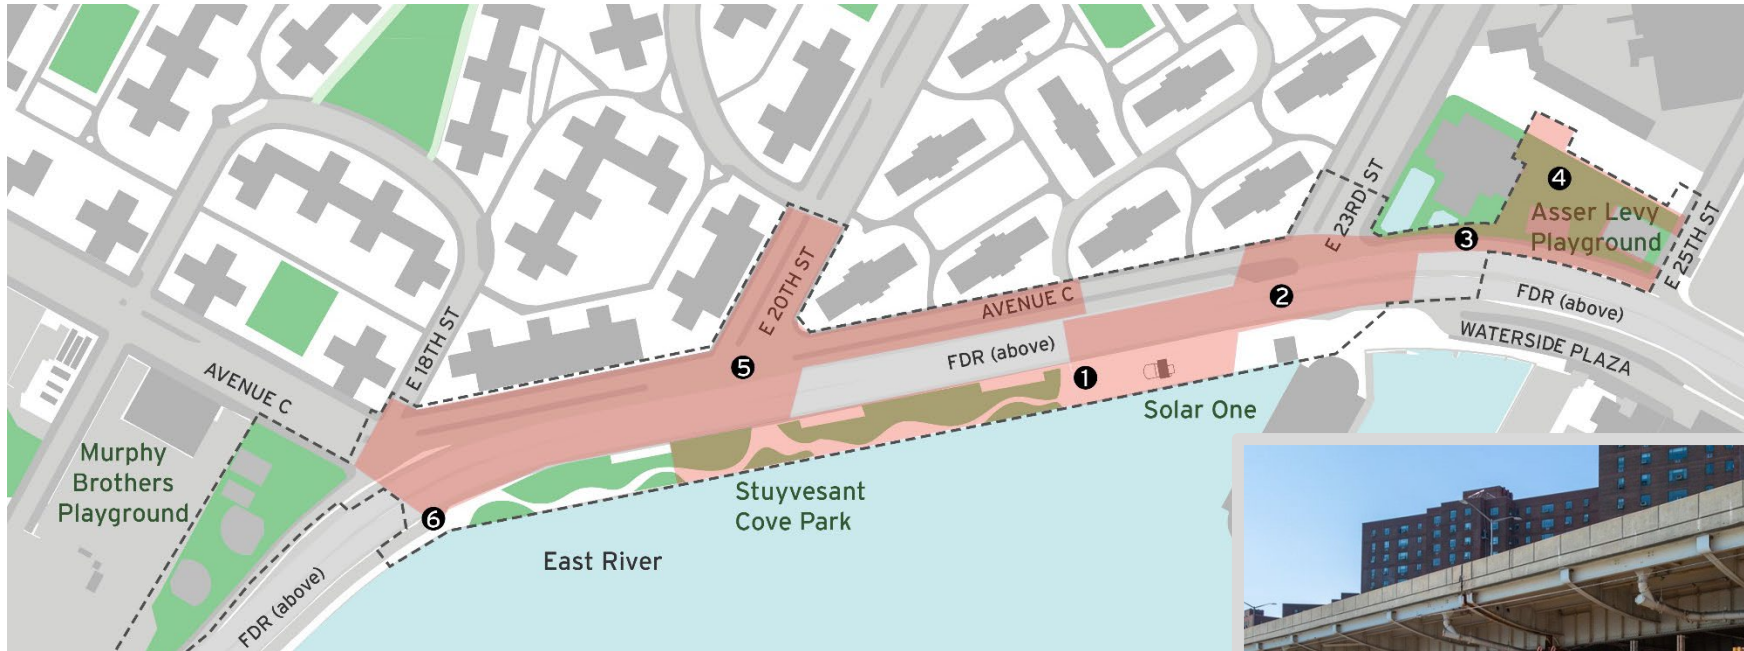 E 23RD ST
4
Asser Levy
Playground
3
E 25TH ST
E 20TH ST
AVENUE C
2
FDR (above)
WATERSIDE PLAZA
E 18TH ST
5
FDR (above)
1
Solar One
AVENUE C
Murphy
Brothers
Playground
Stuyvesant
Cove Park
6
East River
FDR (above)